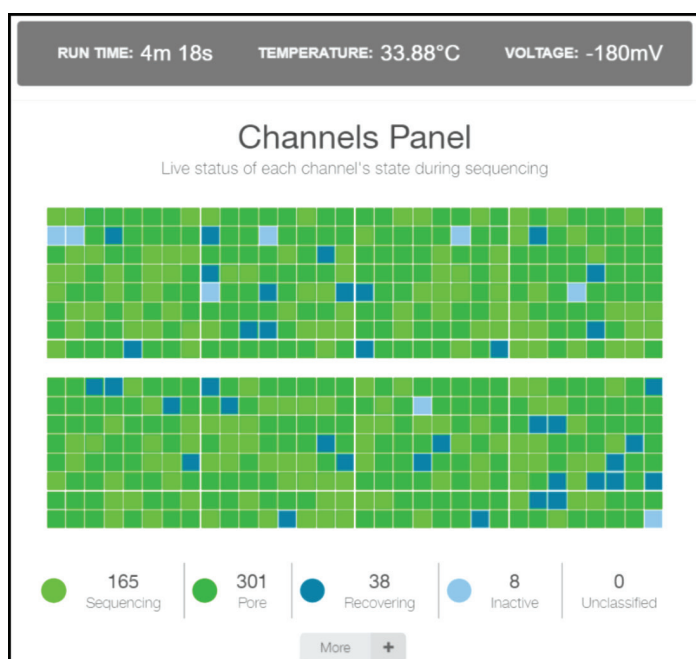 RUN TIME: 4m 18s TEMPERATURE: 33.88°C VOLTAGE: -180mV
Channels Panel
Live status of each channel's state during sequencing
165 301 38 8 0
Sequencing Pore Recovering Inactive Unclassified
More +